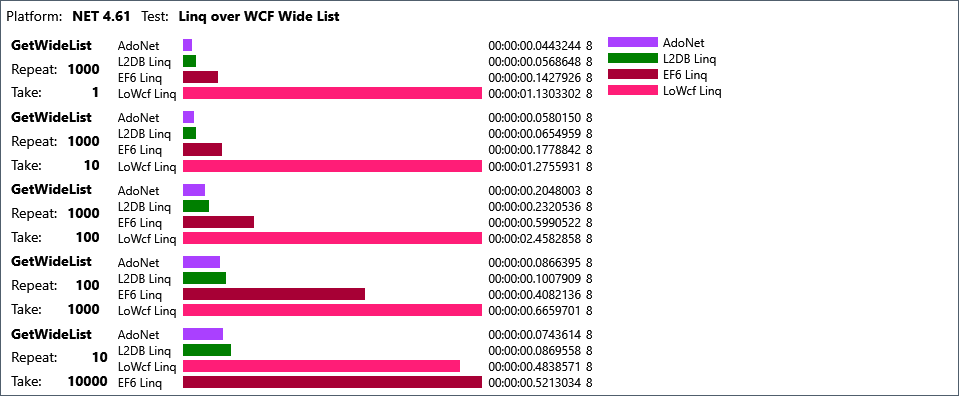 Platform: NET 4.61 Test: Linq over WCF Wide List
GetWideList
Repeat: 1000
Take: 1
AdoNet 00:00:00.0443244 8
L2DB Linq 00:00:00.0568648 8
EF6 Linq 00:00:00.1427926 8
LoWcf Linq 00:00:01.1303302 8
AdoNet
L2DB Linq
EF6 Linq
LoWcf Linq
GetWideList
Repeat: 1000
Take: 10
AdoNet 00:00:00.0580150 8
L2DB Linq 00:00:00.0654959 8
EF6 Linq 00:00:00.1778842 8
LoWcf Linq 00:00:01.2755931 8
GetWideList
Repeat: 1000
Take: 100
AdoNet 00:00:00.2048003 8
L2DB Linq 00:00:00.2320536 8
EF6 Linq 00:00:00.5990522 8
LoWcf Linq 00:00:02.4582858 8
GetWideList
Repeat: 100
Take: 1000
AdoNet 00:00:00.0866395 8
L2DB Linq 00:00:00.1007909 8
EF6 Linq 00:00:00.4082136 8
LoWcf Linq 00:00:00.6659701 8
GetWideList
Repeat: 10
Take: 10000
AdoNet 00:00:00.0743614 8
L2DB Linq 00:00:00.0869558 8
LoWcf Linq 00:00:00.4838571 8
EF6 Linq 00:00:00.5213034 8